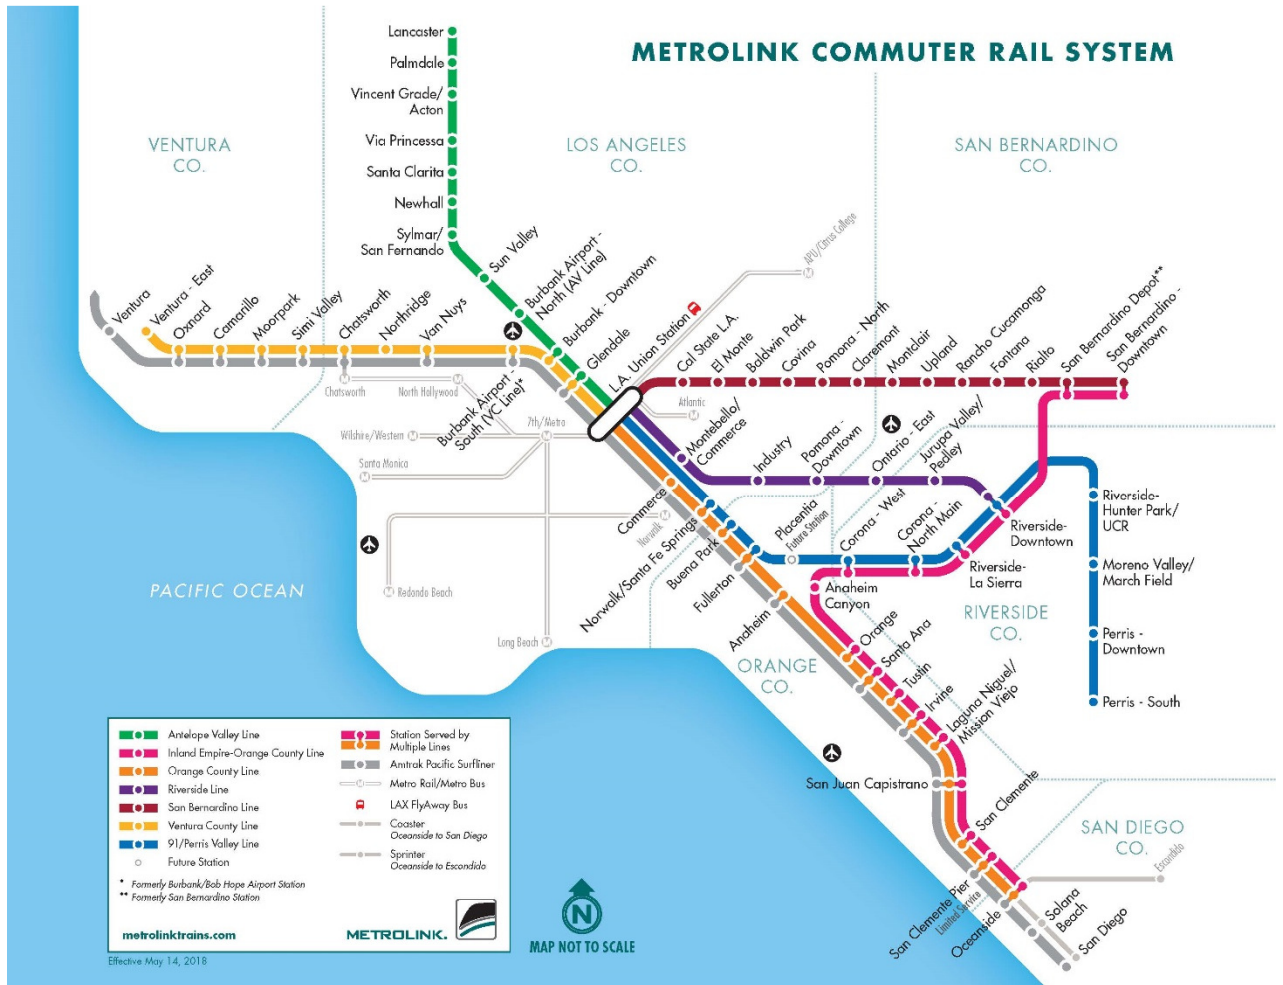 METROLINK COMMUTER RAIL SYSTEM
VENTURA
CO.
LOS ANGELES
CO.
SAN BERNARDINO
CO.
Lancaster
Palmdale
Vincent Grade/
Acton
Via Princessa
Santa Clarita
Newhall
Sylmar/
San Fernando
Sun Valley
Burbank Airport -
North (AV Line)
Burbank - Downtown
Glendale
L.A. Union Station
APU/Citrus College
Ventura
Ventura - East
Oxnard
Camarillo
Moorpark
Simi Valley
Chatsworth
Northridge
Van Nuys
Burbank Airport -
South (VC Line)*
Cal State L.A.
El Monte
Baldwin Park
Covina
Pomona - North
Claremont
Montclair
Upland
Rancho Cucamonga
Fontana
Rialto
San Bernardino Depot**
San Bernardino -
Downtown
Chatsworth
North Hollywood
Wilshire/Western
7th/Metro
Santa Monica
Atlantic
Norwalk
Redondo Beach
Long Beach
Montebello/
Commerce
Industry
Pomona -
Downtown
Ontario - East
Jurupa Valley/
Pedley
Commerce
Norwalk/Santa Fe Springs
Buena Park
Fullerton
Anaheim
Placentia
Future Station
Corona - West
Corona -
North Main
Riverside-
Downtown
Riverside-
La Sierra
Riverside-
Hunter Park/
UCR
Moreno Valley/
March Field
Perris -
Downtown
Perris - South
Anaheim
Canyon
Orange
Santa Ana
Tustin
Irvine
Laguna Niguel/
Mission Viejo
San Juan Capistrano
San Clemente
San Clemente Pier
Limited Service
Oceanside
Solana
Beach
San Diego
Escondido
PACIFIC OCEAN
ORANGE
CO.
RIVERSIDE
CO.
SAN DIEGO
CO.
Antelope Valley Line
Inland Empire-Orange County Line
Orange County Line
Riverside Line
San Bernardino Line
Ventura County Line
91/Perris Valley Line
Future Station
Station Served by
Multiple Lines
Amtrak Pacific Surfliner
Metro Rail/Metro Bus
LAX FlyAway Bus
Coaster
Oceanside to San Diego
Sprinter
Oceanside to Escondido
* Formerly Burbank/Bob Hope Airport Station
** Formerly San Bernardino Station
metrolinktrains.com
METROLINK.
Effective May 14, 2018
N
MAP NOT TO SCALE